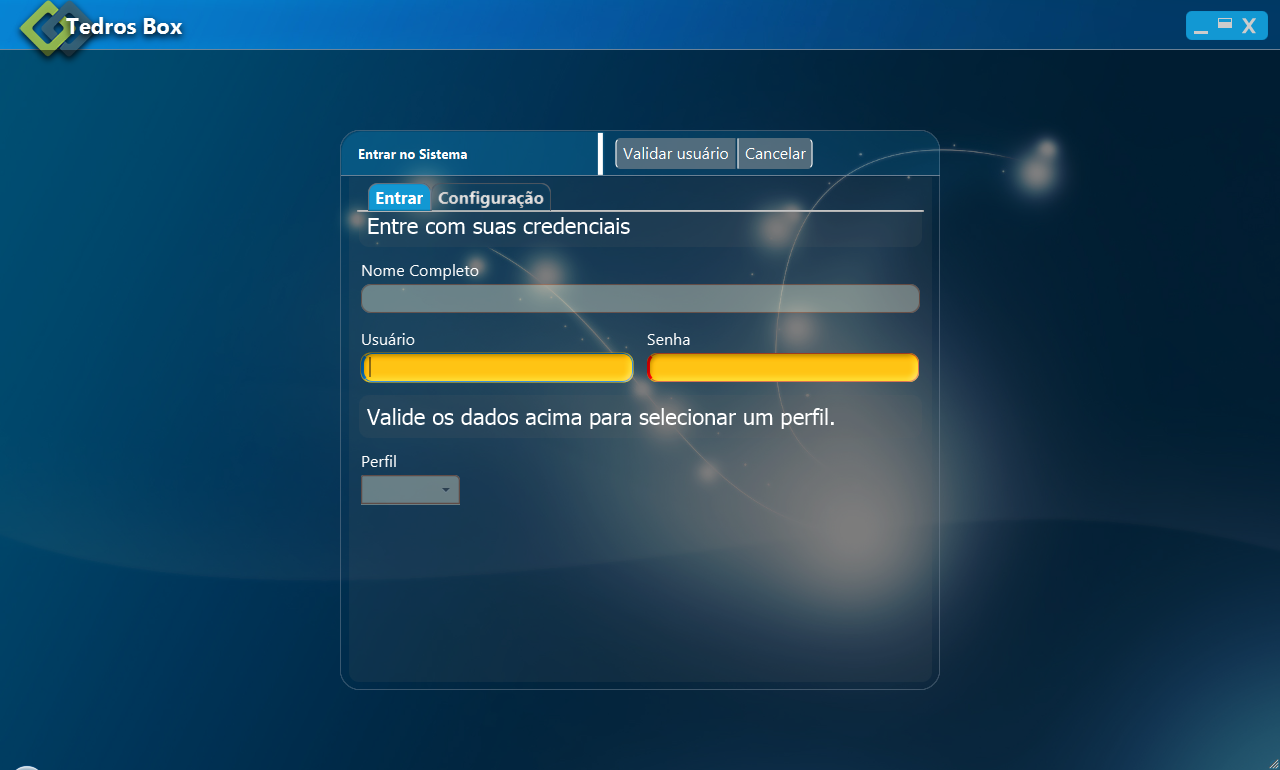 Tedros Box
Entrar no Sistema
Validar usuário Cancelar
Entrar Configuração
Entre com suas credenciais
Nome Completo
Usuário Senha
Valide os dados acima para selecionar um perfil.
Perfil